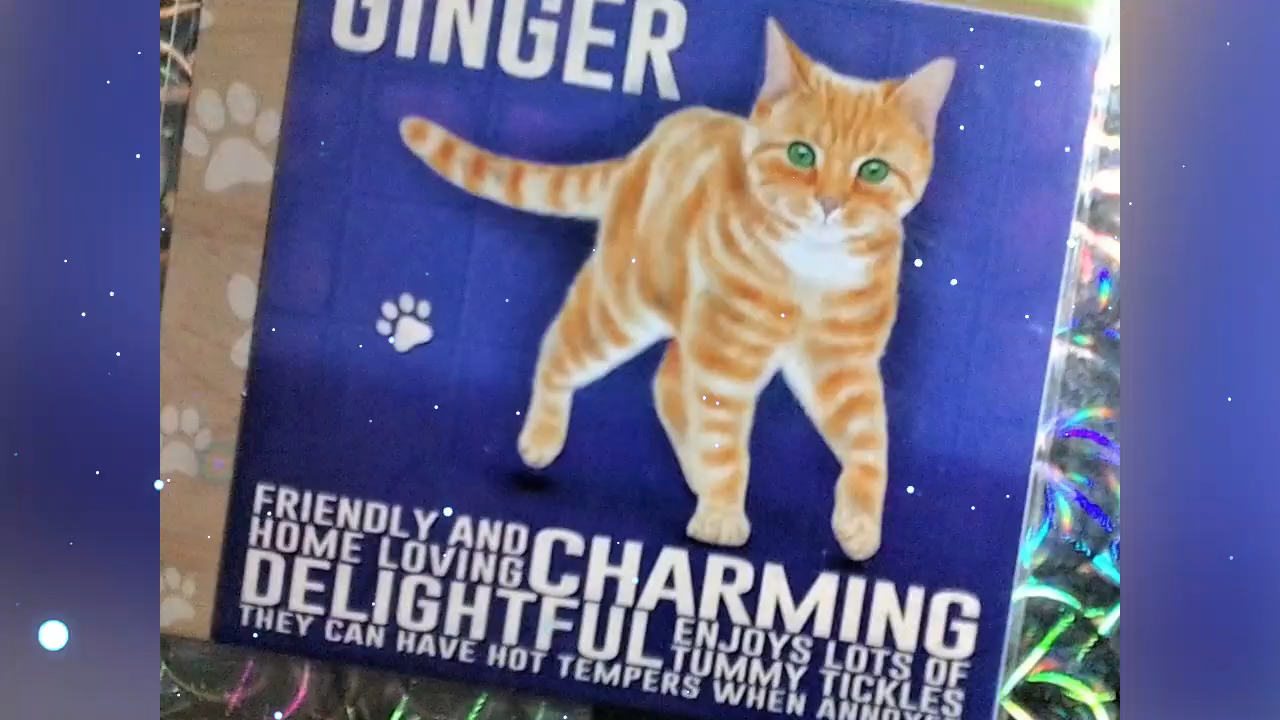 GINGER
FRIENDLY AND
HOME LOVING
CHARMING
DELIGHTFUL
ENJOYS LOTS OF
TUMMY TICKLES
THEY CAN HAVE HOT TEMPERS WHEN